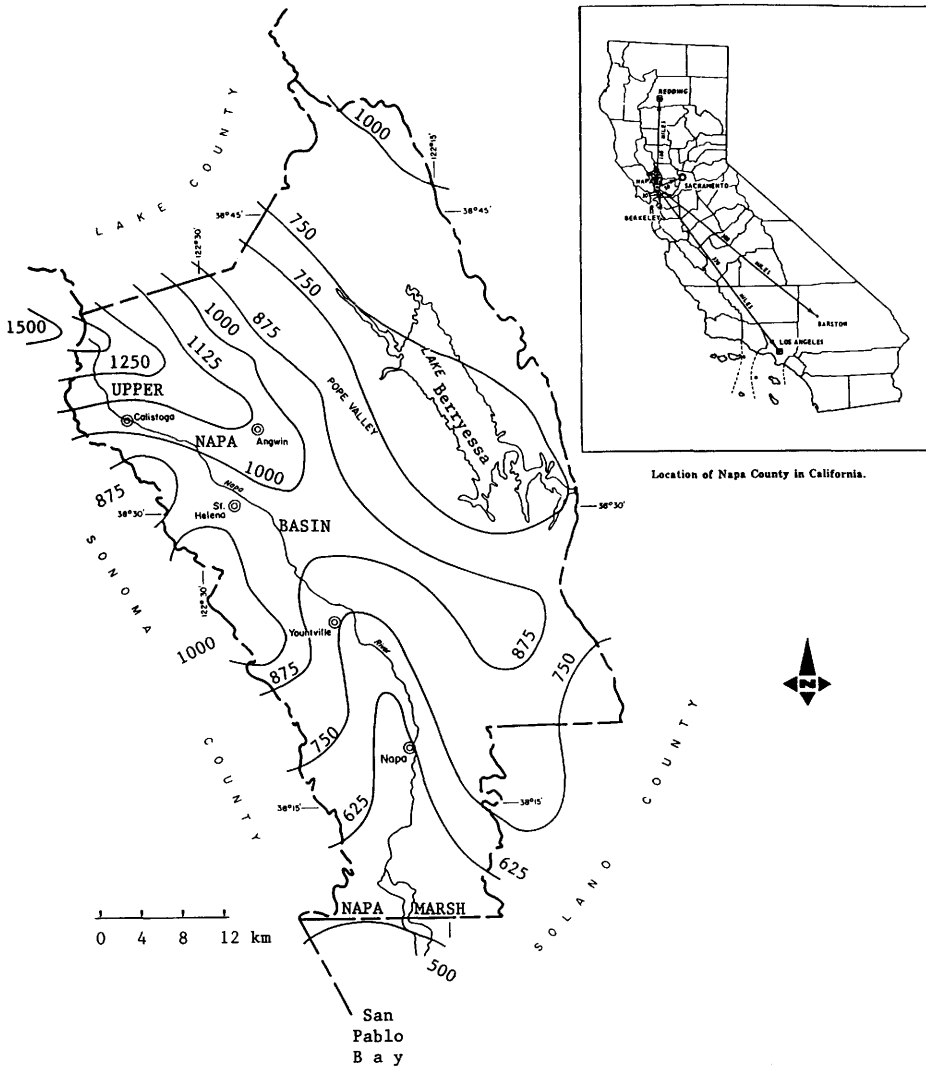 1000
122° 15'
38°45'
LAKE COUNTY
38°45'
122° 30'
750
750
1000
875
1500
1250
1125
UPPER
Calistoga
NAPA
Angwin
POPE VALLEY
LAKE Berryessa
1000
875
Napa
St.
Helena
38°30'
38°30'
BASIN
SONOMA
122° 30'
1000
Yountville
River
875
875
750
750
Napa
COUNTY
625
38°15'
38°15'
625
SOLANO COUNTY
N
NAPA MARSH
0 4 8 12 km
500
San
Pablo
Bay
REDDING
MILES
NAPA
SACRAMENTO
BERKELEY
MILES
MILES
BARSTOW
LOS ANGELES
Location of Napa County in California.